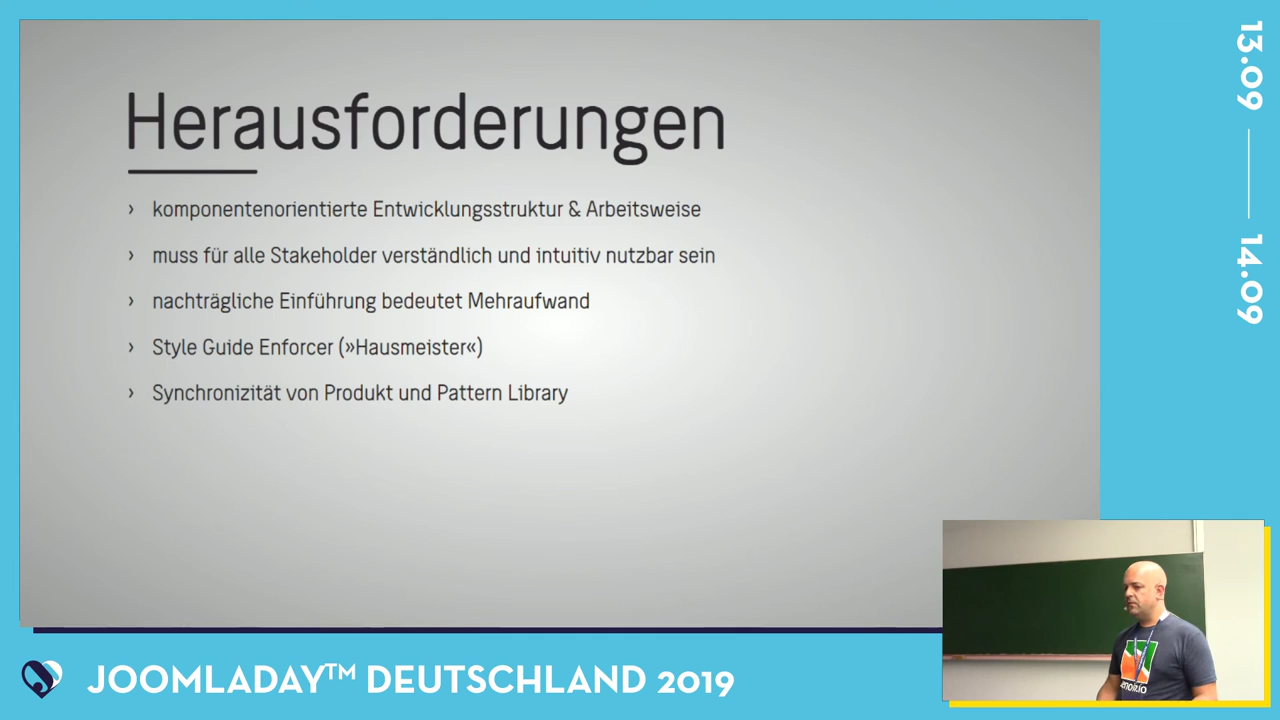 Herausforderungen
› komponentenorientierte Entwicklungsstruktur & Arbeitsweise
› muss für alle Stakeholder verständlich und intuitiv nutzbar sein
› nachträgliche Einführung bedeutet Mehraufwand
› Style Guide Enforcer (»Hausmeister«)
› Synchronizität von Produkt und Pattern Library
13.09
14.09
JOOMLADAY™ DEUTSCHLAND 2019